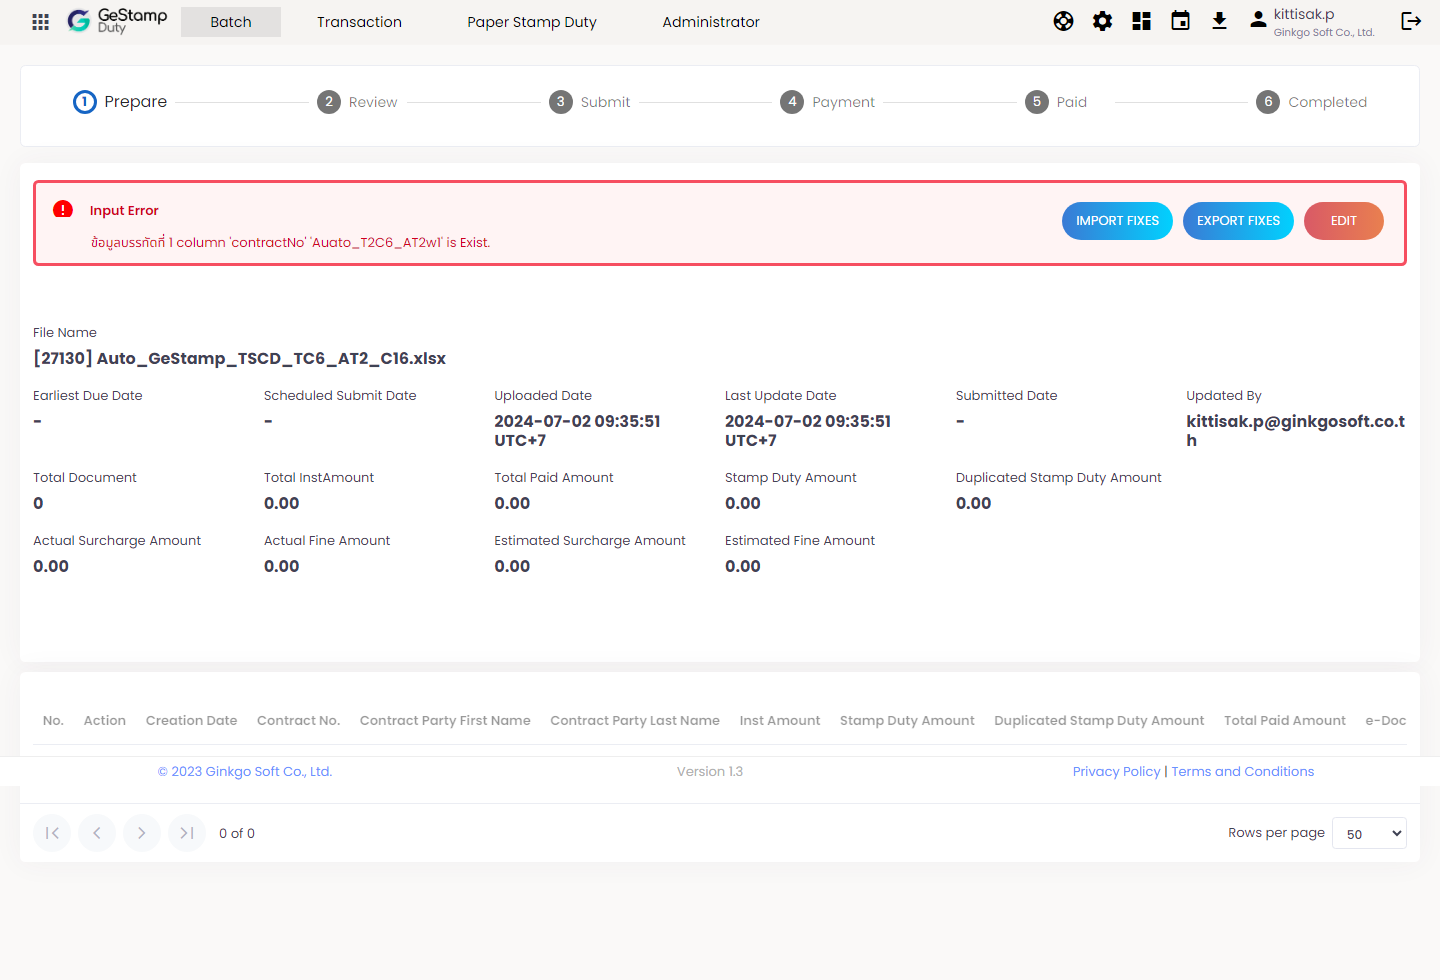 GeStamp
Duty
Batch
Transaction
Paper Stamp Duty
Administrator
kittisak.p
Ginkgo Soft Co., Ltd.
1 Prepare
2 Review
3 Submit
4 Payment
5 Paid
6 Completed
Input Error
ข้อมูลบรรทัดที่ 1 column 'contractNo' 'Auato_T2C6_AT2w1' is Exist.
IMPORT FIXES
EXPORT FIXES
EDIT
File Name
[27130] Auto_GeStamp_TSCD_TC6_AT2_C16.xlsx
Earliest Due Date
-
Scheduled Submit Date
-
Uploaded Date
2024-07-02 09:35:51
UTC+7
Last Update Date
2024-07-02 09:35:51
UTC+7
Submitted Date
-
Updated By
kittisak.p@ginkgosoft.co.t
h
Total Document
0
Total InstAmount
0.00
Total Paid Amount
0.00
Stamp Duty Amount
0.00
Duplicated Stamp Duty Amount
0.00
Actual Surcharge Amount
0.00
Actual Fine Amount
0.00
Estimated Surcharge Amount
0.00
Estimated Fine Amount
0.00
No. Action Creation Date Contract No. Contract Party First Name Contract Party Last Name Inst Amount Stamp Duty Amount Duplicated Stamp Duty Amount Total Paid Amount e-Doc
© 2023 Ginkgo Soft Co., Ltd.
Version 1.3
Privacy Policy | Terms and Conditions
0 of 0
Rows per page 50